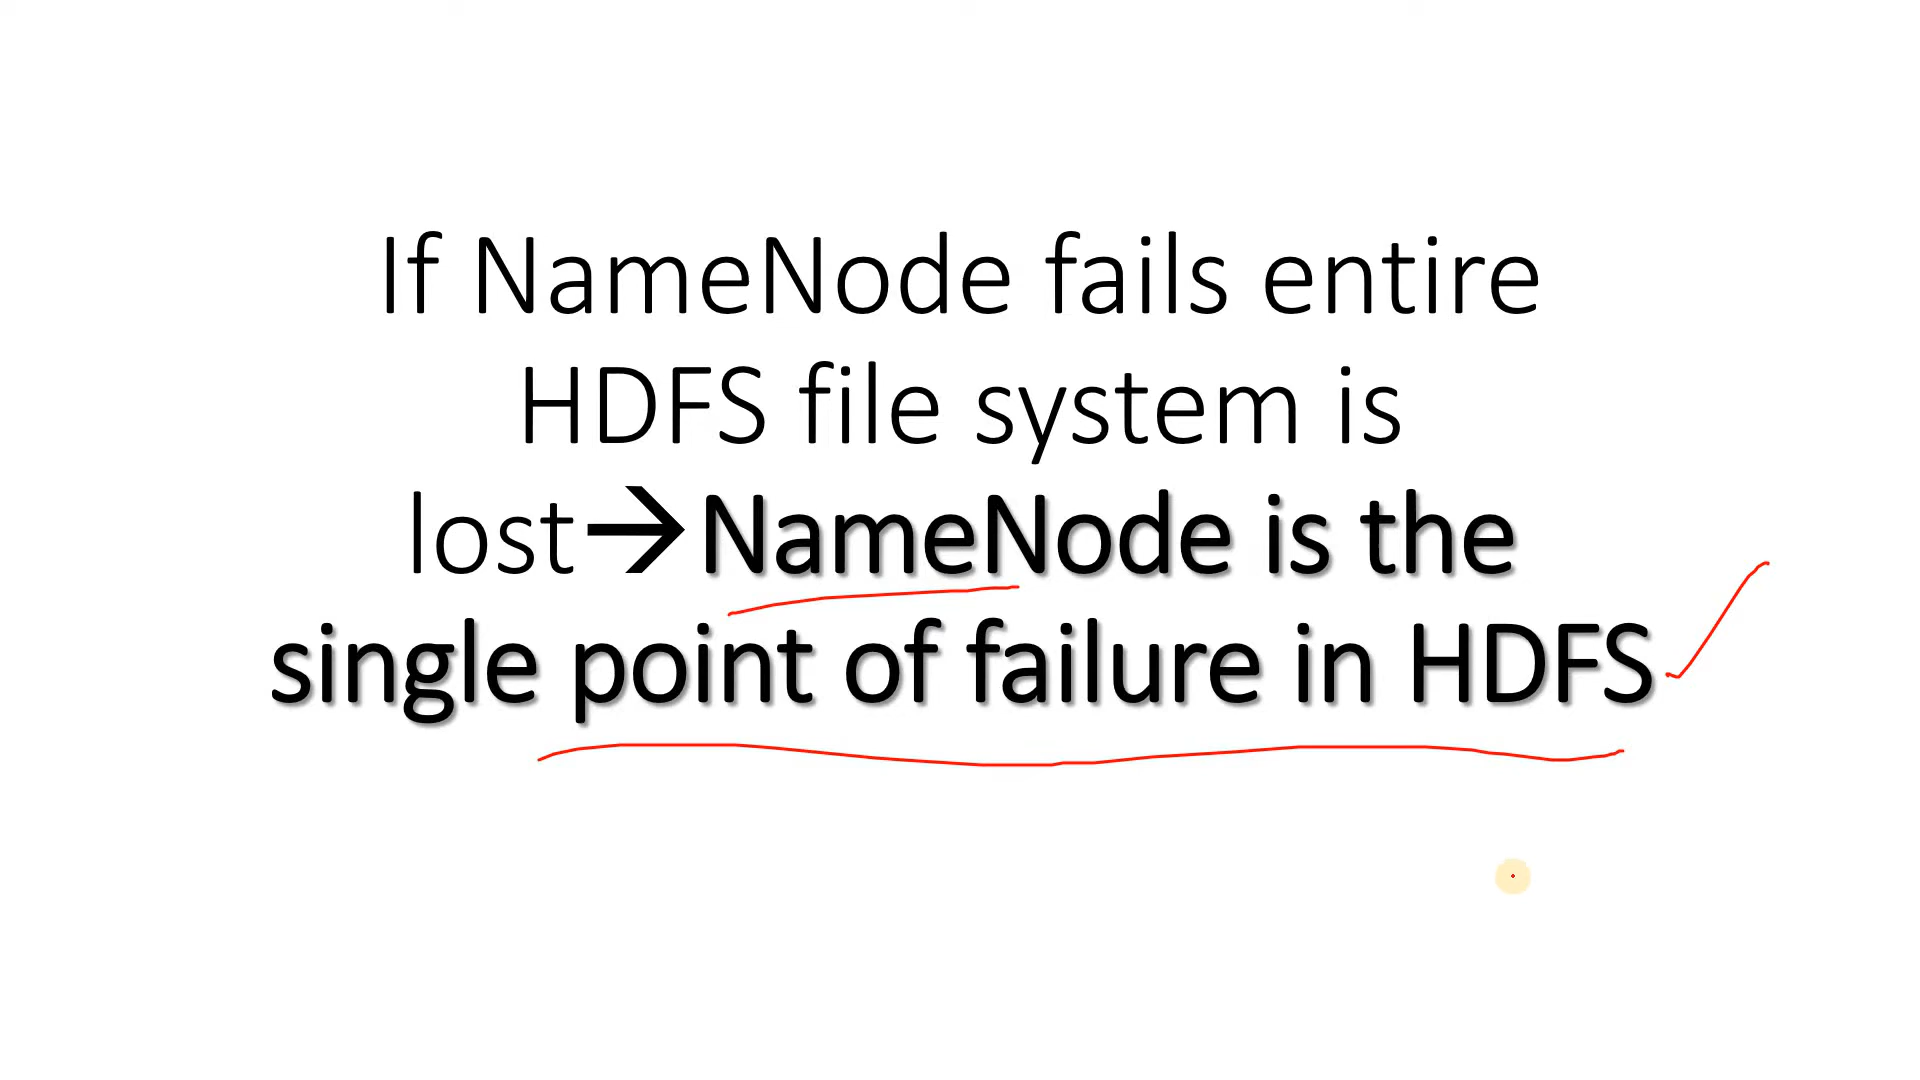 If NameNode fails entire
HDFS file system is
lost→NameNode is the
single point of failure in HDFS